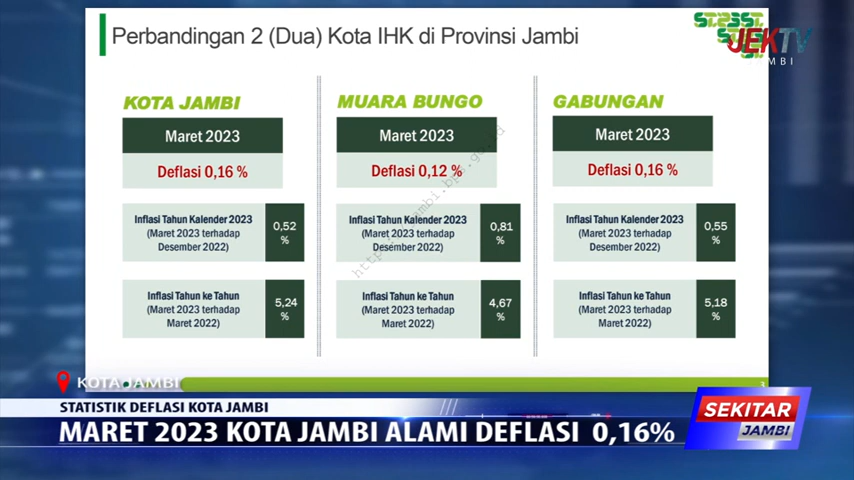 Perbandingan 2 (Dua) Kota IHK di Provinsi Jambi
JEKTV
JAMBI
KOTA JAMBI
Maret 2023
Deflasi 0,16 %
Inflasi Tahun Kalender 2023
(Maret 2023 terhadap
Desember 2022)
0,52
%
Inflasi Tahun ke Tahun
(Maret 2023 terhadap
Maret 2022)
5,24
%
MUARA BUNGO
Maret 2023
Deflasi 0,12 %
Inflasi Tahun Kalender 2023
(Maret 2023 terhadap
Desember 2022)
0,81
%
Inflasi Tahun ke Tahun
(Maret 2023 terhadap
Maret 2022)
4,67
%
GABUNGAN
Maret 2023
Deflasi 0,16 %
Inflasi Tahun Kalender 2023
(Maret 2023 terhadap
Desember 2022)
0,55
%
Inflasi Tahun ke Tahun
(Maret 2023 terhadap
Maret 2022)
5,18
%
3
KOTA JAMBI
STATISTIK DEFLASI KOTA JAMBI
MARET 2023 KOTA JAMBI ALAMI DEFLASI 0,16%
SEKITAR
JAMBI